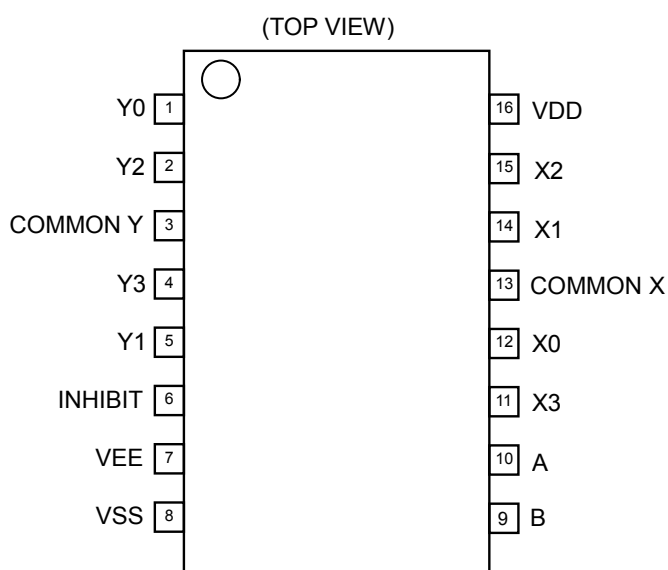 (TOP VIEW)
Y0 1 16 VDD
Y2 2 15 X2
COMMON Y 3 14 X1
Y3 4 13 COMMON X
Y1 5 12 X0
INHIBIT 6 11 X3
VEE 7 10 A
VSS 8 9 B